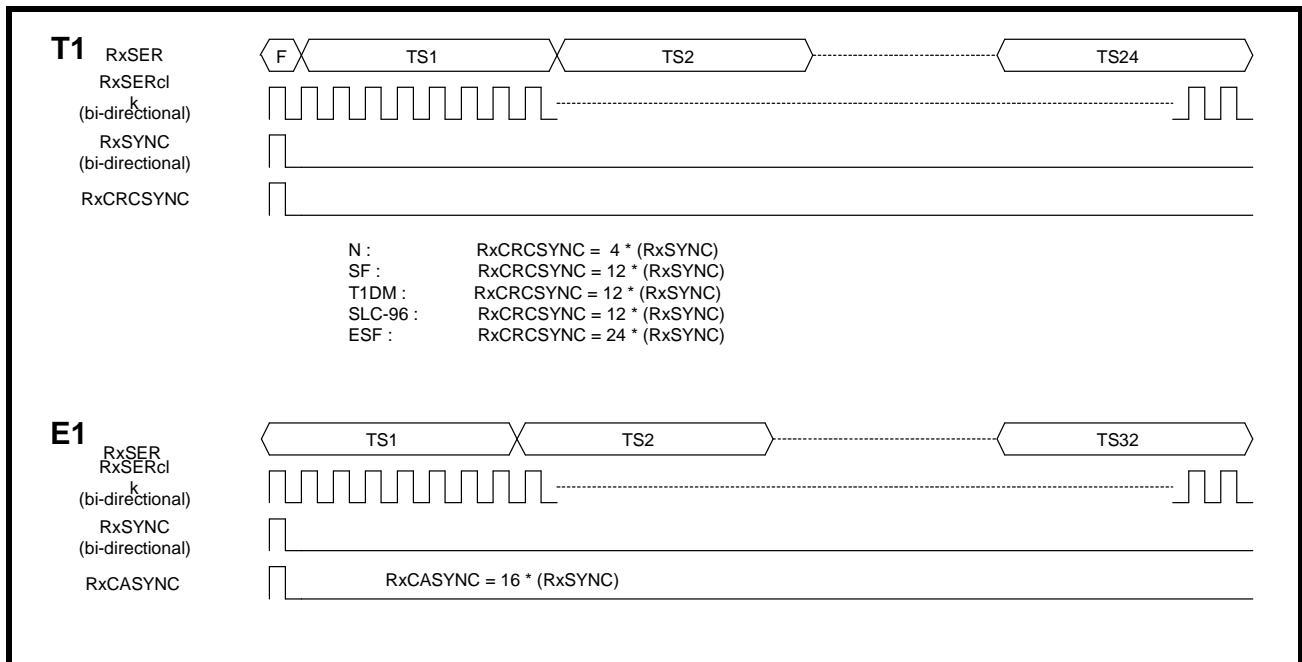 T1
RxSER
F TS1 TS2 TS24
RxSERcl
k
(bi-directional)
RxSYNC
(bi-directional)
RxCRCSYNC
N : RxCRCSYNC = 4 * (RxSYNC)
SF : RxCRCSYNC = 12 * (RxSYNC)
T1DM : RxCRCSYNC = 12 * (RxSYNC)
SLC-96 : RxCRCSYNC = 12 * (RxSYNC)
ESF : RxCRCSYNC = 24 * (RxSYNC)
E1
RxSER
TS1 TS2 TS32
RxSERcl
k
(bi-directional)
RxSYNC
(bi-directional)
RxCASYNC
RxCASYNC = 16 * (RxSYNC)